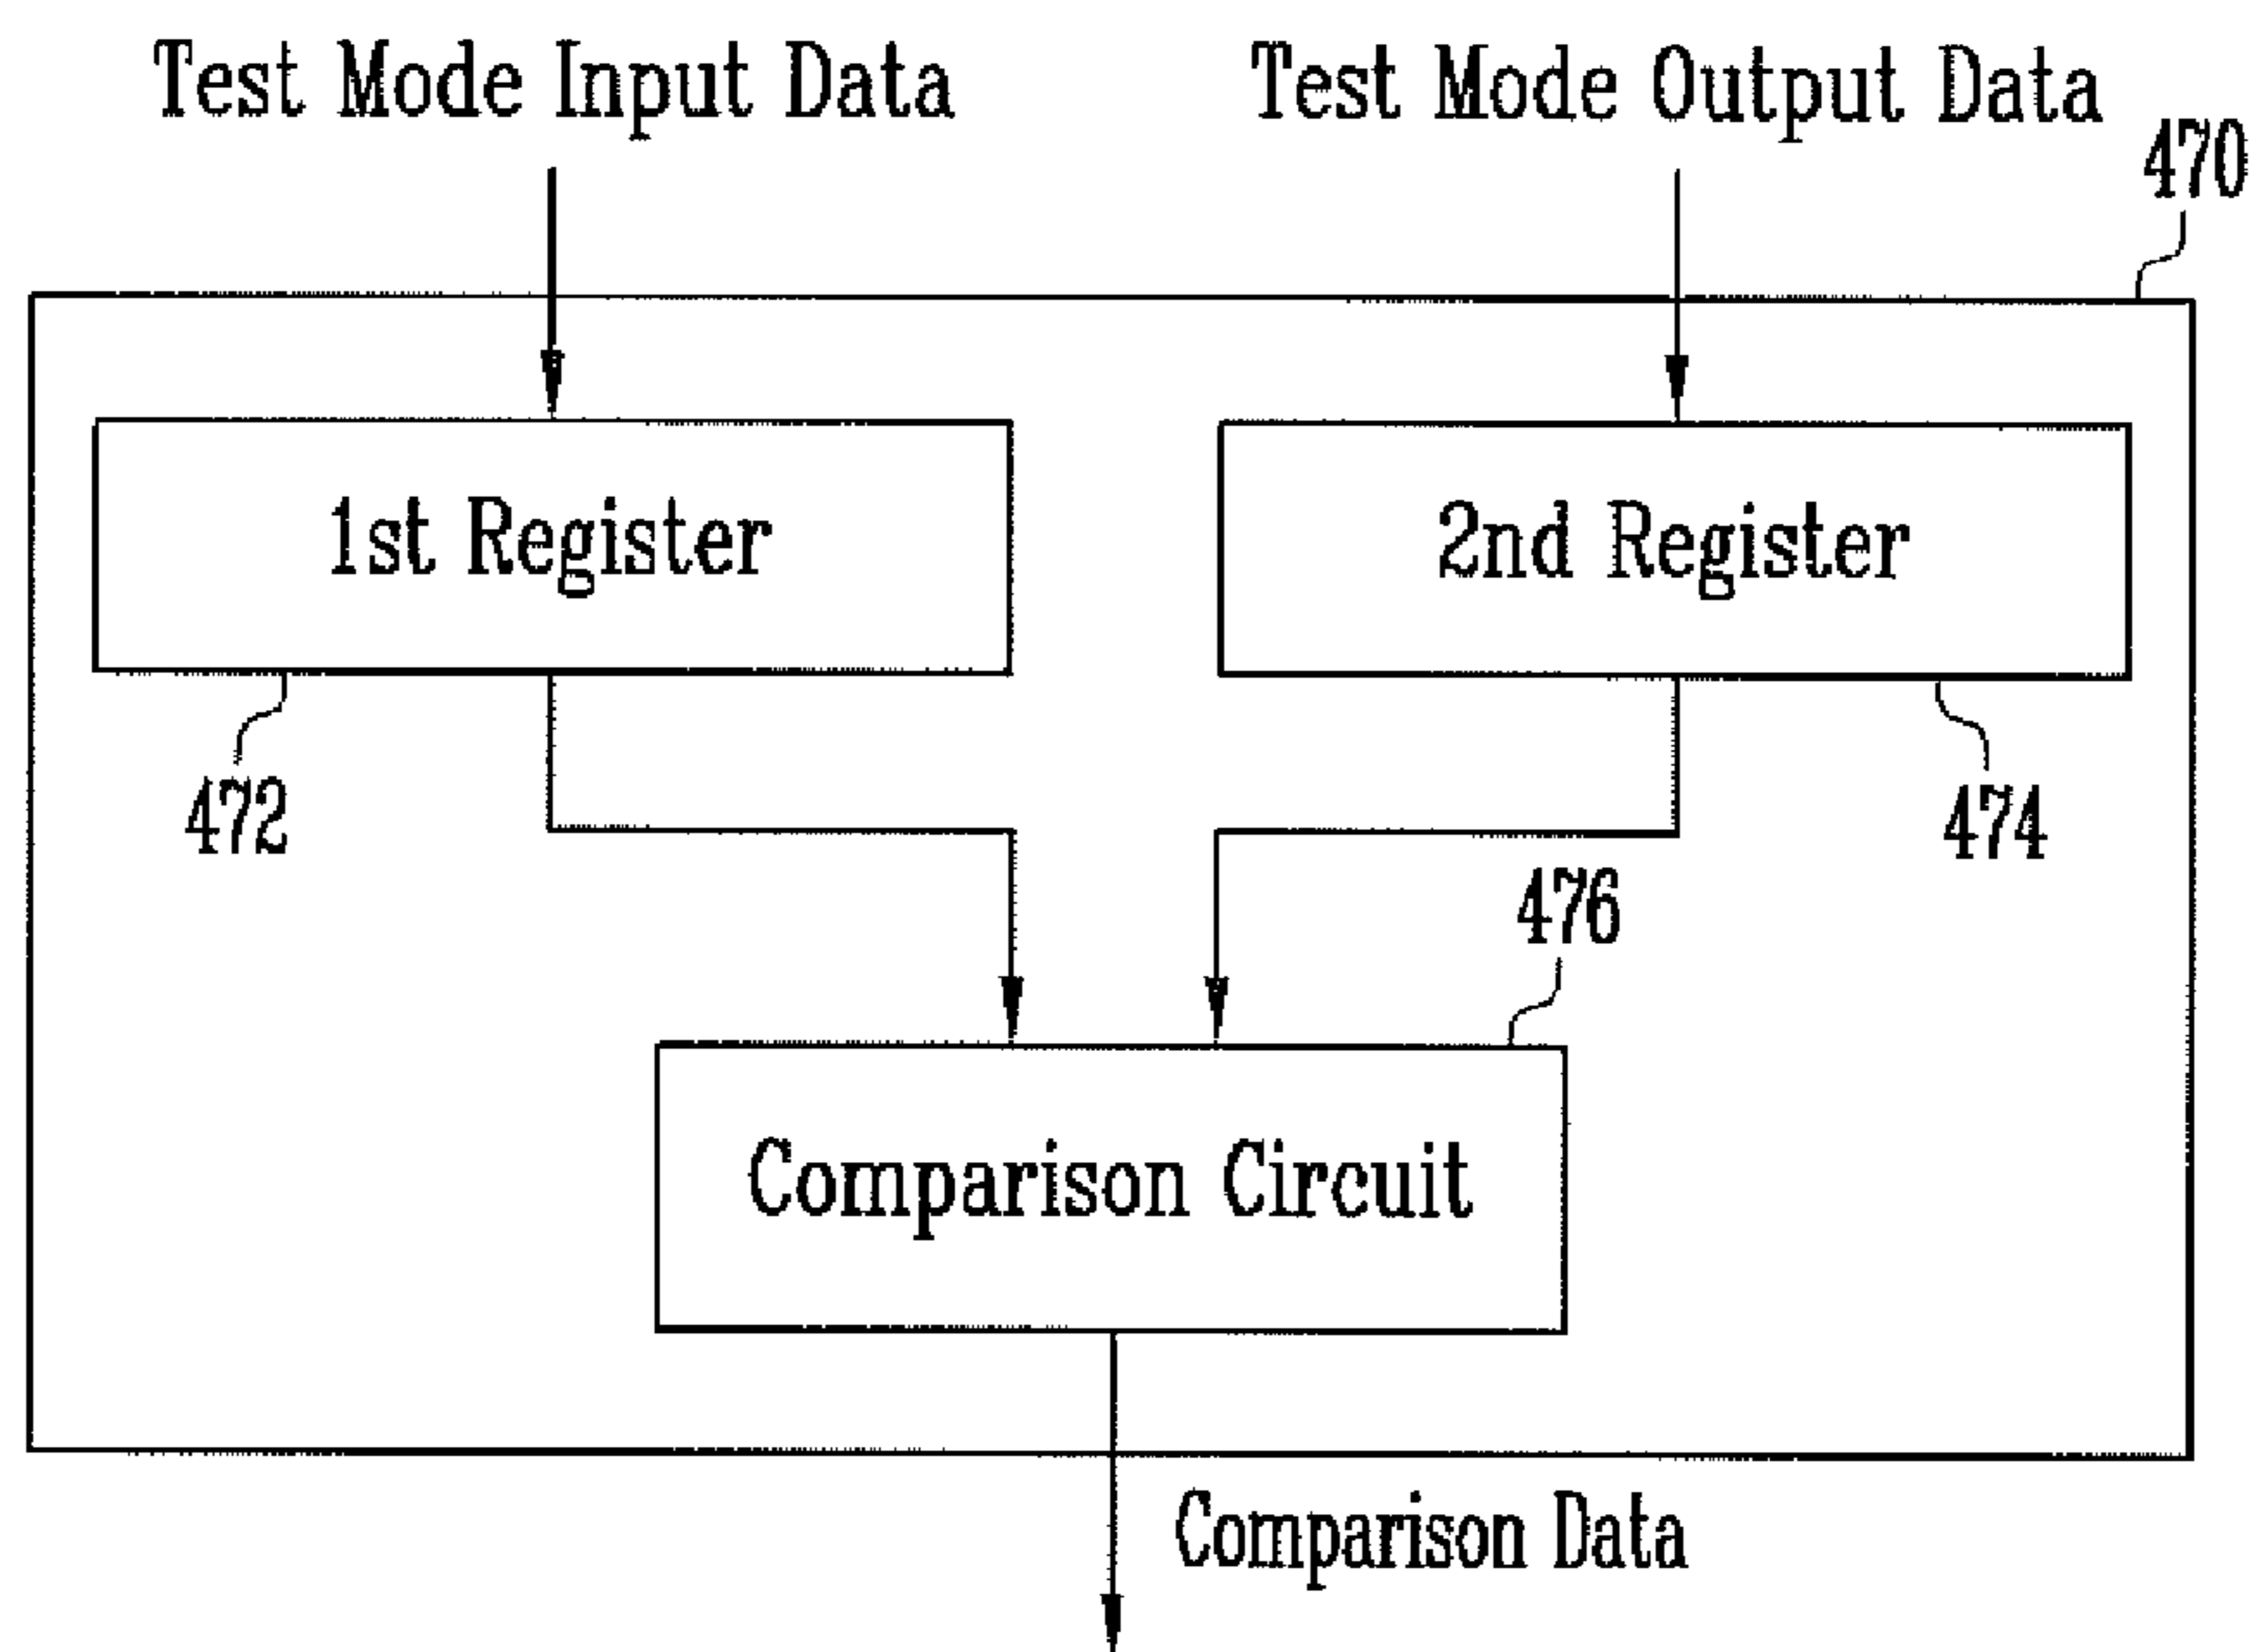 Test Mode Input Data
Test Mode Output Data
470
1st Register
2nd Register
472
474
476
Comparison Circuit
Comparison Data